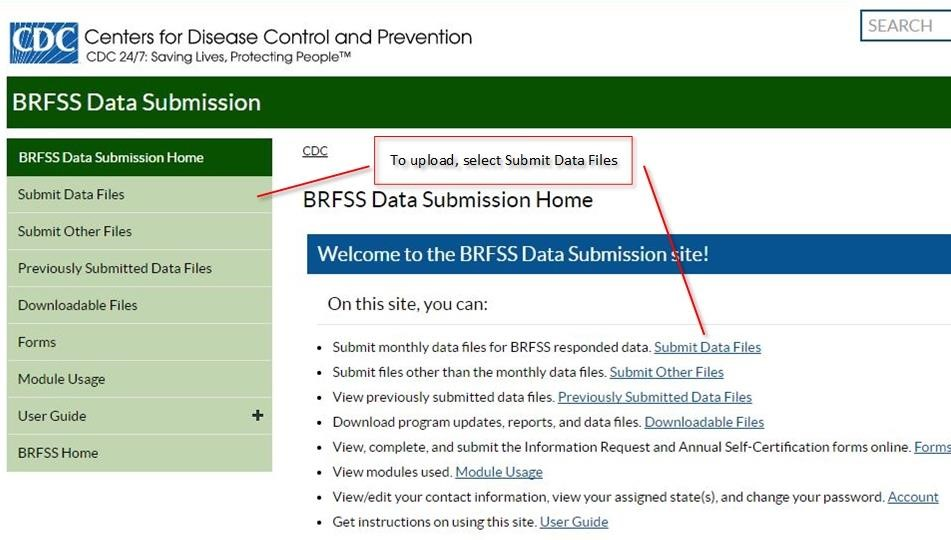 CDC Centers for Disease Control and Prevention
CDC 24/7: Saving Lives, Protecting People™
SEARCH
BRFSS Data Submission
BRFSS Data Submission Home
Submit Data Files
Submit Other Files
Previously Submitted Data Files
Downloadable Files
Forms
Module Usage
User Guide +
BRFSS Home
CDC
To upload, select Submit Data Files
BRFSS Data Submission Home
Welcome to the BRFSS Data Submission site!
On this site, you can:
• Submit monthly data files for BRFSS responded data. Submit Data Files
• Submit files other than the monthly data files. Submit Other Files
• View previously submitted data files. Previously Submitted Data Files
• Download program updates, reports, and data files. Downloadable Files
• View, complete, and submit the Information Request and Annual Self-Certification forms online. Forms
• View modules used. Module Usage
• View/edit your contact information, view your assigned state(s), and change your password. Account
• Get instructions on using this site. User Guide